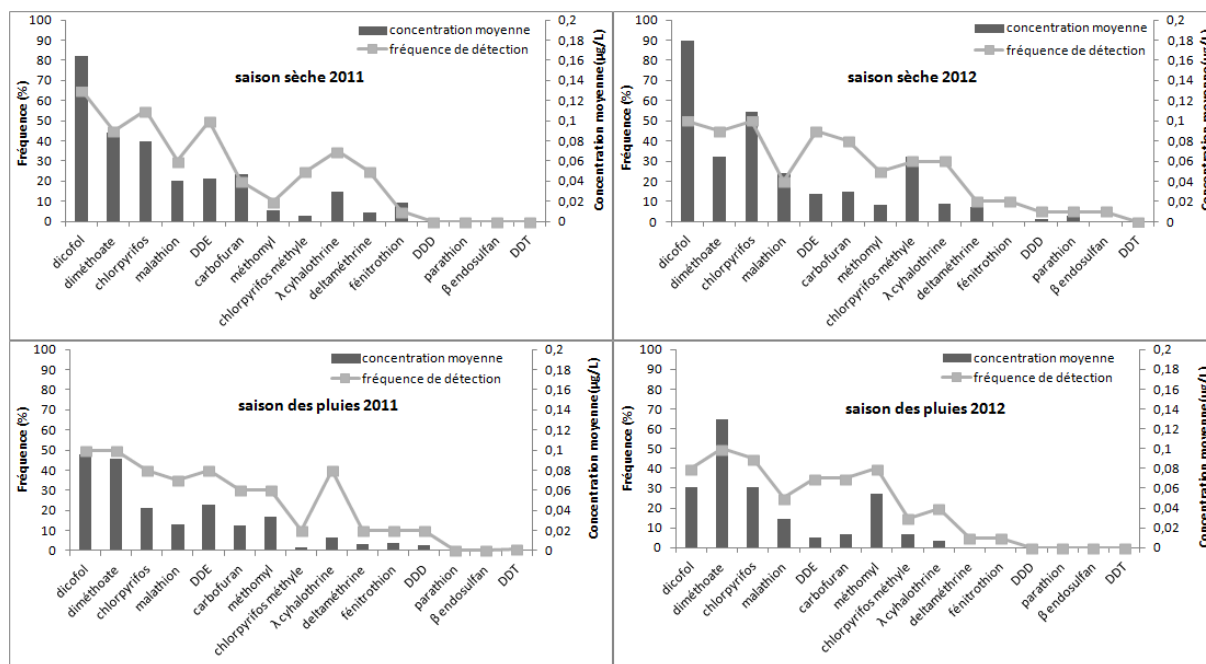 concentration moyenne
fréquence de détection
saison sèche 2011
Fréquence (%)
100
90
80
70
60
50
40
30
20
10
0
0,2
0,18
0,16
0,14
0,12
0,1
0,08
0,06
0,04
0,02
0
Concentration moyenne (µg/L)
dicofol
diméthoate
chlorpyrifos
malathion
DDE
carbofuran
méthomyl
chlorpyrifos méthyle
λ cyhalothrine
deltaméthrine
fénitrothion
DDD
parathion
β endosulfan
DDT
concentration moyenne
fréquence de détection
saison sèche 2012
Fréquence (%)
100
90
80
70
60
50
40
30
20
10
0
0,2
0,18
0,16
0,14
0,12
0,1
0,08
0,06
0,04
0,02
0
Concentration moyenne(µg/L)
dicofol
diméthoate
chlorpyrifos
malathion
DDE
carbofuran
méthomyl
chlorpyrifos méthyle
λ cyhalothrine
deltaméthrine
fénitrothion
DDD
parathion
β endosulfan
DDT
concentration moyenne
fréquence de détection
saison des pluies 2011
Fréquence (%)
100
90
80
70
60
50
40
30
20
10
0
0,2
0,18
0,16
0,14
0,12
0,1
0,08
0,06
0,04
0,02
0
Concentration moyenne(µg/L)
dicofol
diméthoate
chlorpyrifos
malathion
DDE
carbofuran
méthomyl
chlorpyrifos méthyle
λ cyhalothrine
deltaméthrine
fénitrothion
DDD
parathion
β endosulfan
DDT
concentration moyenne
fréquence de détection
saison des pluies 2012
Fréquence (%)
100
90
80
70
60
50
40
30
20
10
0
0,2
0,18
0,16
0,14
0,12
0,1
0,08
0,06
0,04
0,02
0
Concentration moyenne (µg/L)
dicofol
diméthoate
chlorpyrifos
malathion
DDE
carbofuran
méthomyl
chlorpyrifos méthyle
λ cyhalothrine
deltaméthrine
fénitrothion
DDD
parathion
β endosulfan
DDT